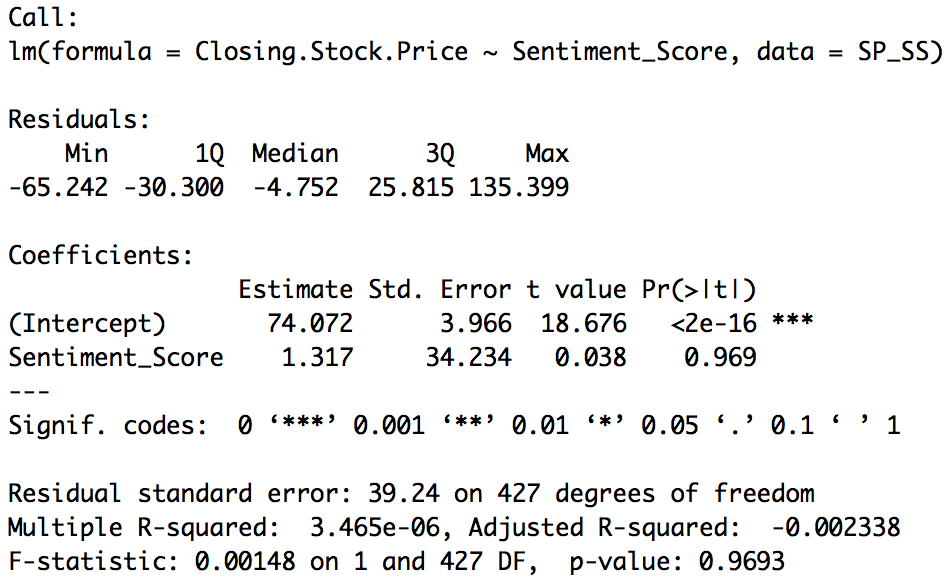 Call:
lm(formula = Closing.Stock.Price ~ Sentiment_Score, data = SP_SS)
Residuals:
Min 1Q Median 3Q Max
-65.242 -30.300 -4.752 25.815 135.399
Coefficients:
Estimate Std. Error t value Pr(>|t|)
(Intercept) 74.072 3.966 18.676 <2e-16 ***
Sentiment_Score 1.317 34.234 0.038 0.969
---
Signif. codes: 0 ‘***’ 0.001 ‘**’ 0.01 ‘*’ 0.05 ‘.’ 0.1 ‘ ’ 1
Residual standard error: 39.24 on 427 degrees of freedom
Multiple R-squared: 3.465e-06, Adjusted R-squared: -0.002338
F-statistic: 0.00148 on 1 and 427 DF, p-value: 0.9693